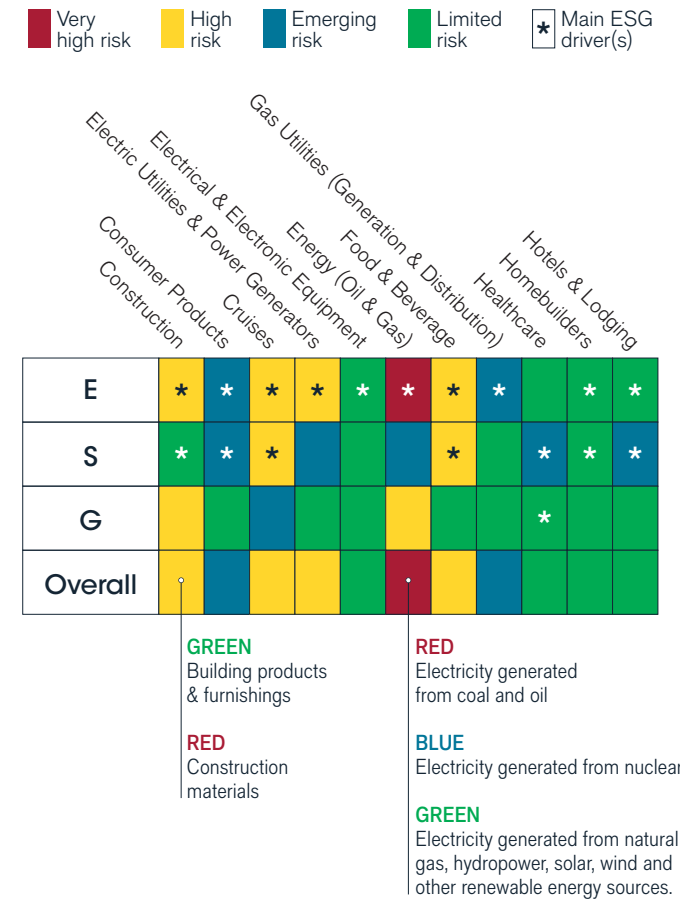 Very
high risk
High
risk
Emerging
risk
Limited
risk
* Main ESG
driver(s)
Construction
Consumer Products
Cruises
Electric Utilities & Power Generators
Electrical & Electronic Equipment
Energy (Oil & Gas)
Food & Beverage
Gas Utilities (Generation & Distribution)
Healthcare
Homebuilders
Hotels & Lodging
E * * * * * * * * * *
S * * * * * * *
G *
Overall
GREEN
Building products
& furnishings
RED
Construction
materials
RED
Electricity generated
from coal and oil
BLUE
Electricity generated from nuclear
GREEN
Electricity generated from natural
gas, hydropower, solar, wind and
other renewable energy sources.